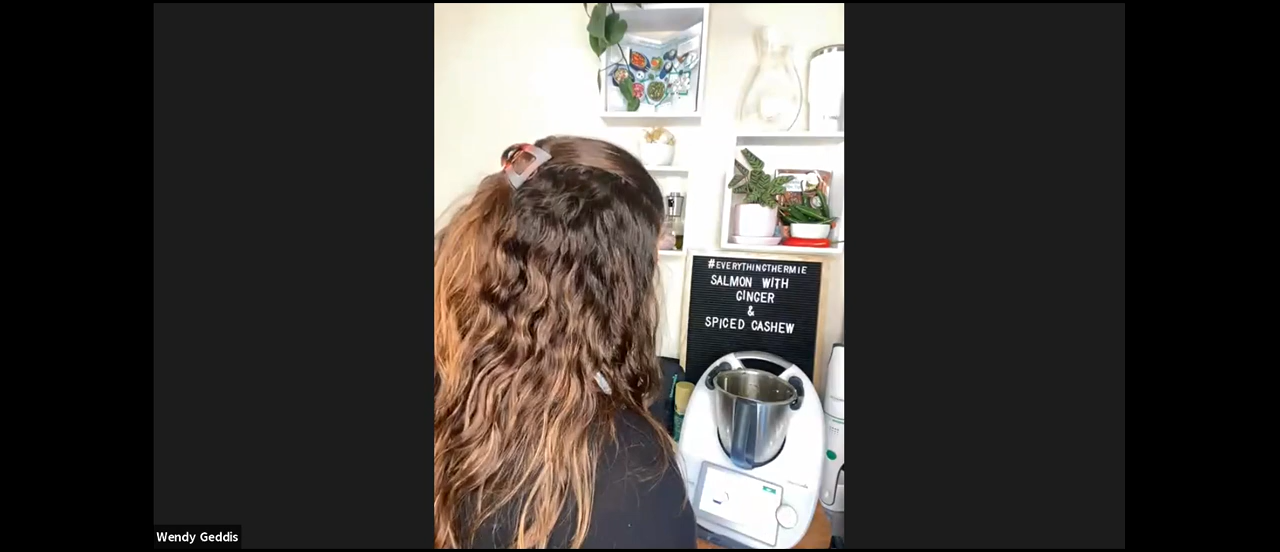 #EVERYTHINGTHERMIE
SALMON WITH
GINGER
&
SPICED CASHEW
Wendy Geddis